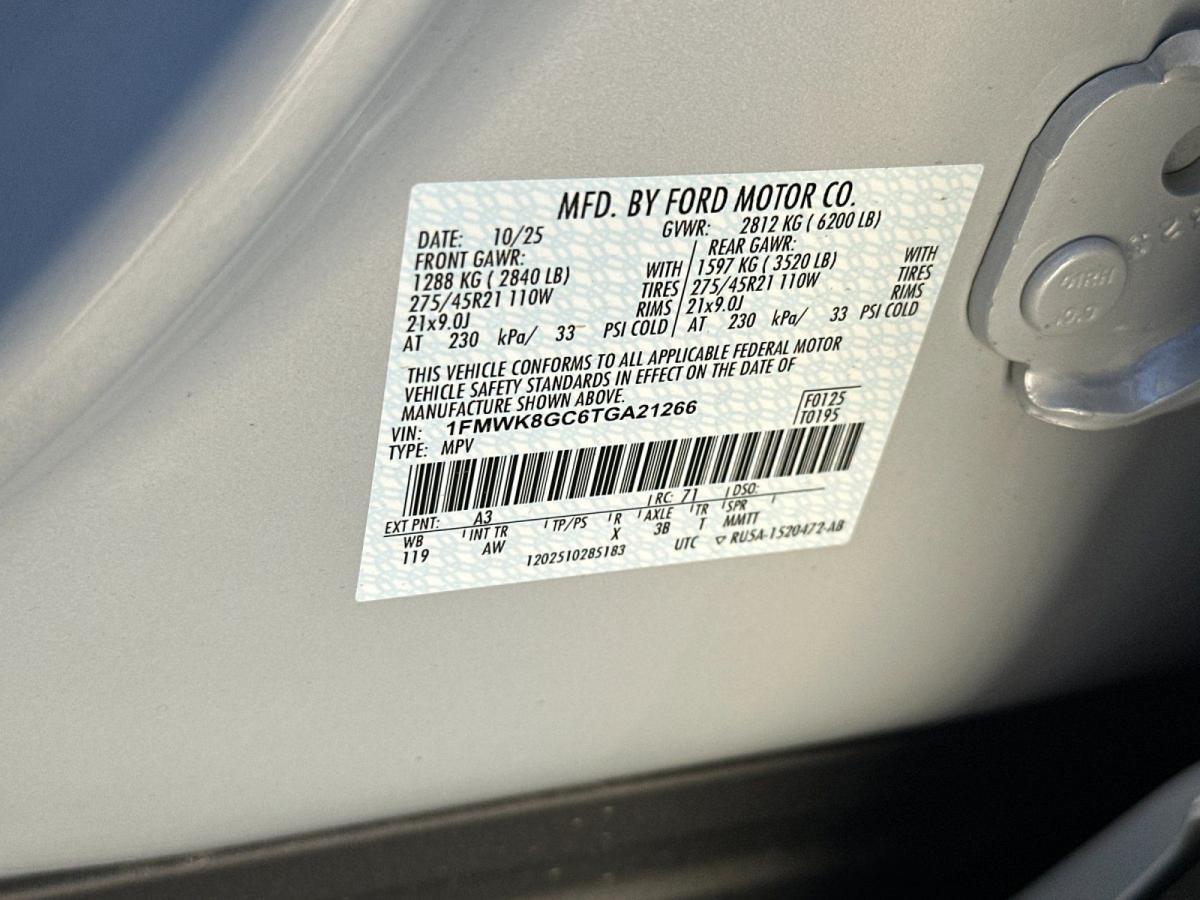 MFD. BY FORD MOTOR CO.
DATE: 10/25 GVWR: 2812 KG ( 6200 LB)
FRONT GAWR: REAR GAWR:
1288 KG ( 2840 LB) WITH 1597 KG ( 3520 LB) WITH
275/45R21 110W TIRES 275/45R21 110W TIRES
21x9.0J RIMS 21x9.0J RIMS
AT 230 kPa/ 33 PSI COLD AT 230 kPa/ 33 PSI COLD
THIS VEHICLE CONFORMS TO ALL APPLICABLE FEDERAL MOTOR
VEHICLE SAFETY STANDARDS IN EFFECT ON THE DATE OF
MANUFACTURE SHOWN ABOVE.
VIN: 1FMWK8GC6TGA21266 F0125
TYPE: MPV T0195
EXT PNT: A3 RC: 71 DSO:
WB INT TR TP/PS R AXLE TR SPR
119 AW X 3B T MMTT
1202510285183 UTC ▽ RU5A-1520472-AB